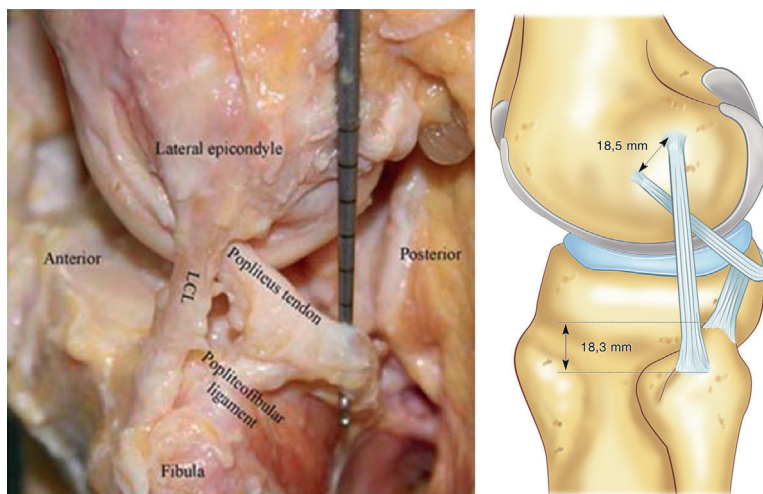 Lateral epicondyle
Anterior
Posterior
LCL
Popliteus tendon
Popliteofibular
ligament
Fibula
18,5 mm
18,3 mm